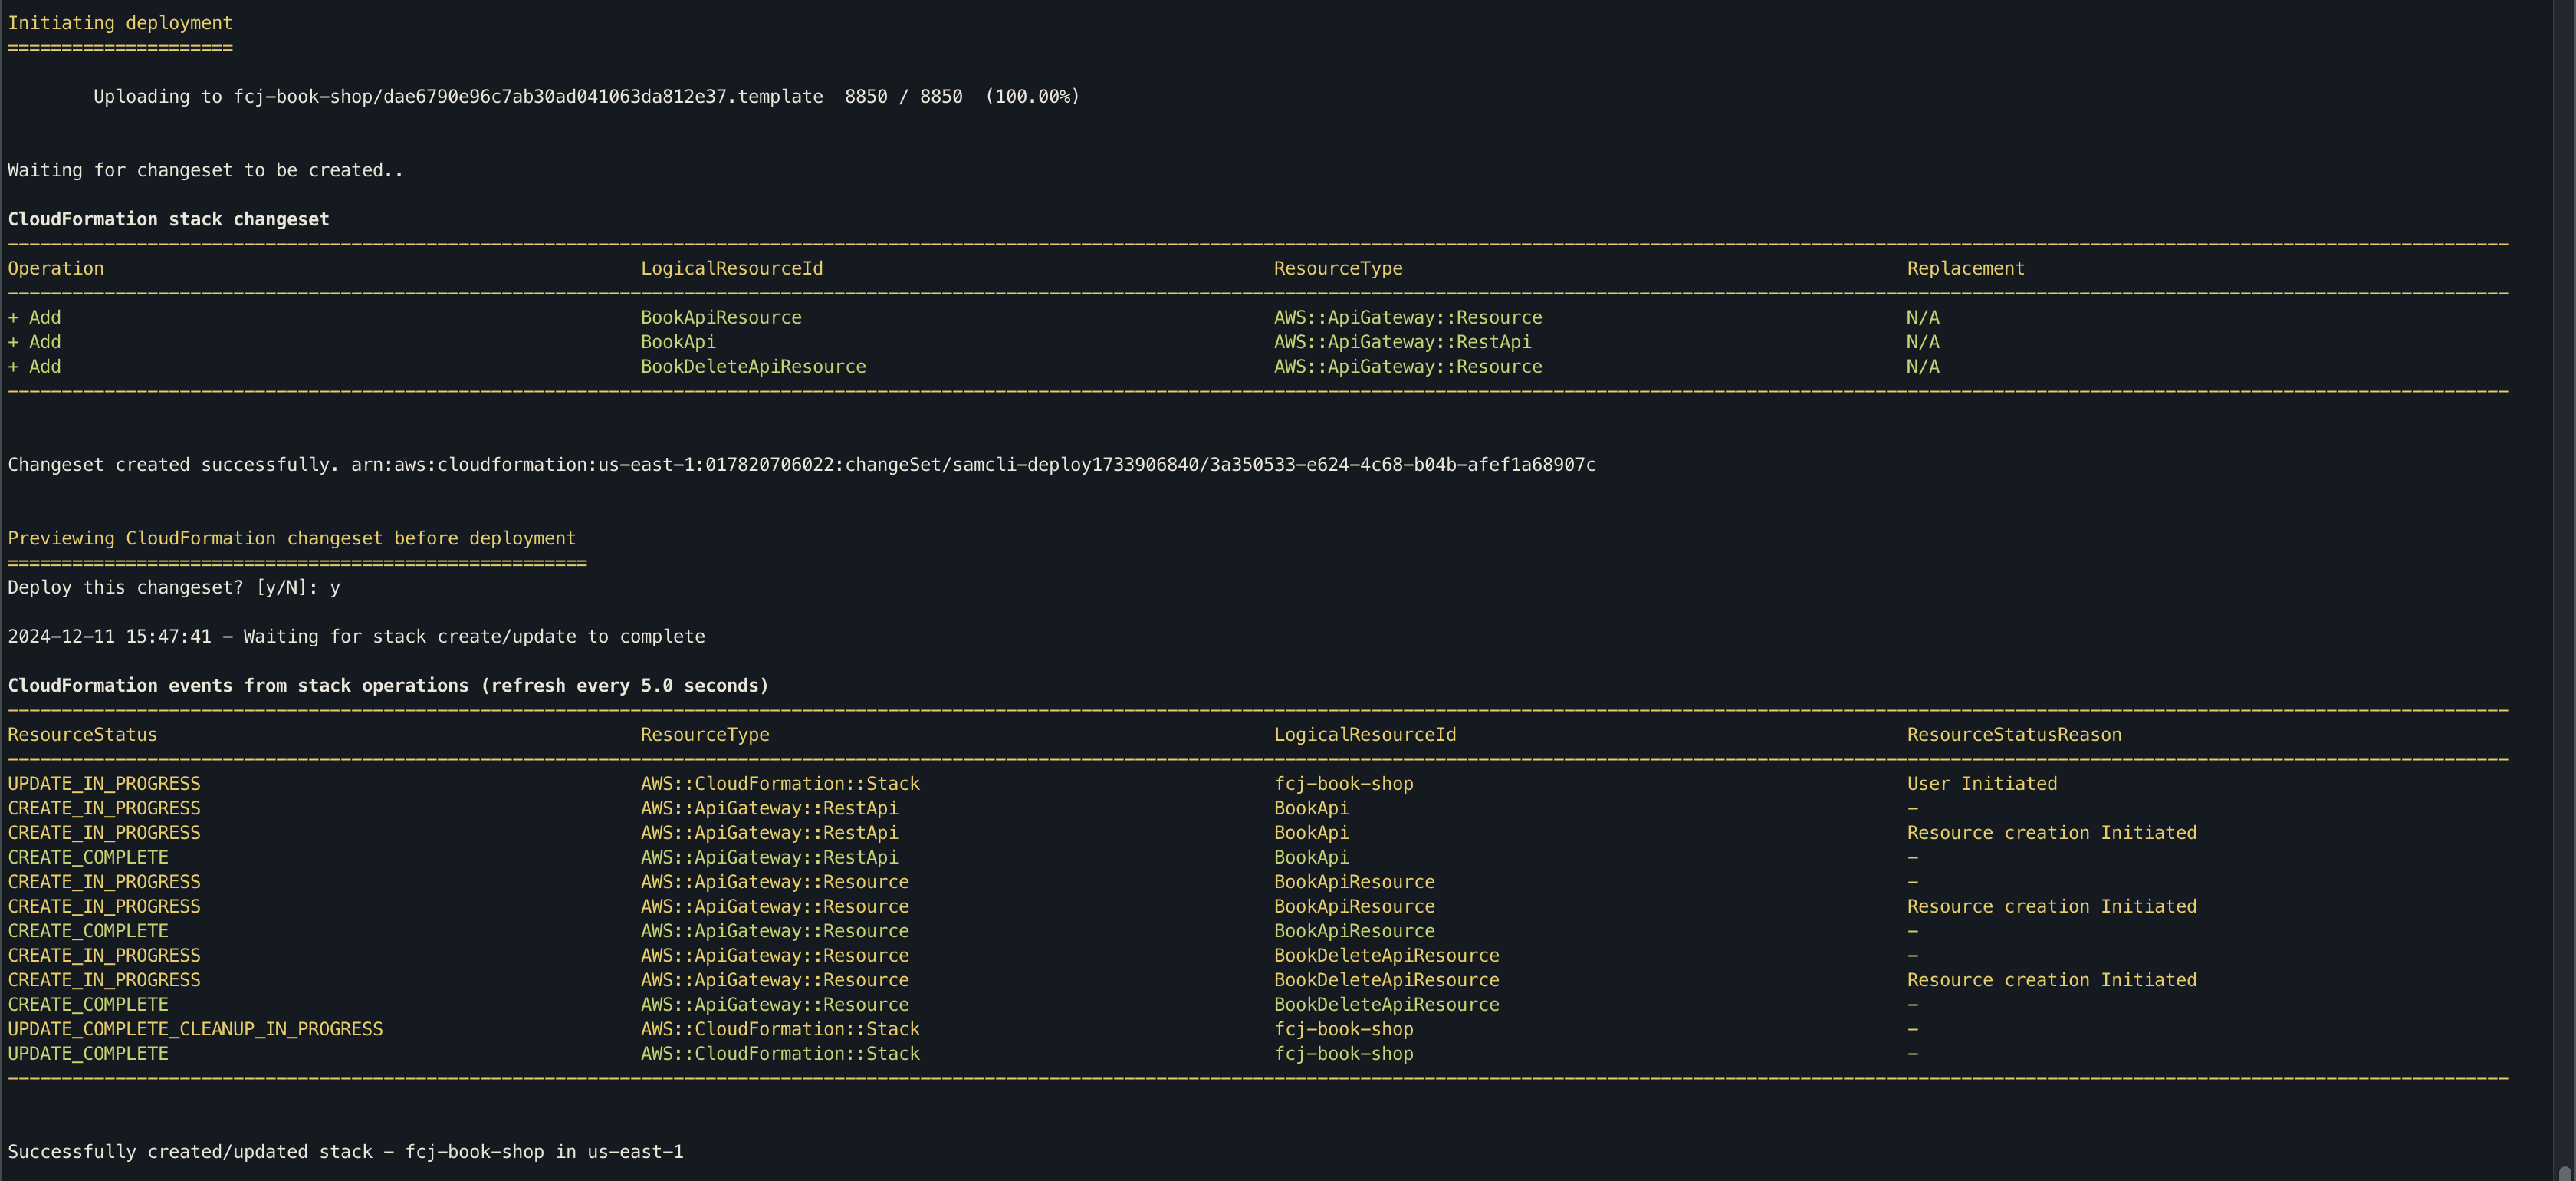 Initiating deployment
=====================
Uploading to fcj-book-shop/dae6790e96c7ab30ad041063da812e37.template  8850 / 8850  (100.00%)
Waiting for changeset to be created..
CloudFormation stack changeset
Operation LogicalResourceId ResourceType Replacement
+ Add BookApiResource AWS::ApiGateway::Resource N/A
+ Add BookApi AWS::ApiGateway::RestApi N/A
+ Add BookDeleteApiResource AWS::ApiGateway::Resource N/A
Changeset created successfully. arn:aws:cloudformation:us-east-1:017820706022:changeSet/samcli-deploy1733906840/3a350533-e624-4c68-b04b-afef1a68907c
Previewing CloudFormation changeset before deployment
======================================================
Deploy this changeset? [y/N]: y
2024-12-11 15:47:41 - Waiting for stack create/update to complete
CloudFormation events from stack operations (refresh every 5.0 seconds)
ResourceStatus ResourceType LogicalResourceId ResourceStatusReason
UPDATE_IN_PROGRESS AWS::CloudFormation::Stack fcj-book-shop User Initiated
CREATE_IN_PROGRESS AWS::ApiGateway::RestApi BookApi -
CREATE_IN_PROGRESS AWS::ApiGateway::RestApi BookApi Resource creation Initiated
CREATE_COMPLETE AWS::ApiGateway::RestApi BookApi -
CREATE_IN_PROGRESS AWS::ApiGateway::Resource BookApiResource -
CREATE_IN_PROGRESS AWS::ApiGateway::Resource BookApiResource Resource creation Initiated
CREATE_COMPLETE AWS::ApiGateway::Resource BookApiResource -
CREATE_IN_PROGRESS AWS::ApiGateway::Resource BookDeleteApiResource -
CREATE_IN_PROGRESS AWS::ApiGateway::Resource BookDeleteApiResource Resource creation Initiated
CREATE_COMPLETE AWS::ApiGateway::Resource BookDeleteApiResource -
UPDATE_COMPLETE_CLEANUP_IN_PROGRESS AWS::CloudFormation::Stack fcj-book-shop -
UPDATE_COMPLETE AWS::CloudFormation::Stack fcj-book-shop -
Successfully created/updated stack - fcj-book-shop in us-east-1